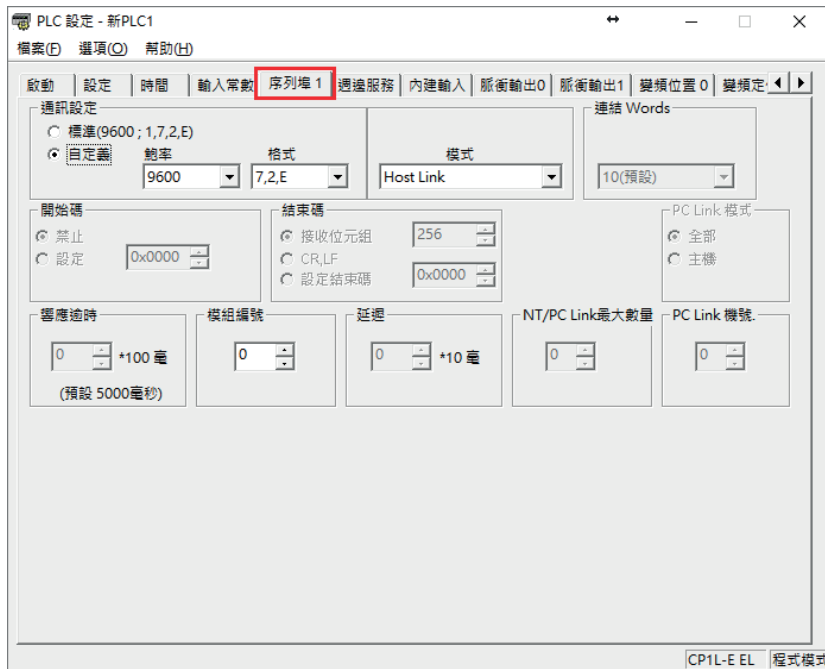 PLC 設定 - 新PLC1
檔案(F) 選項(O) 幫助(H)
啟動 設定 時間 輸入常數 序列埠 1 週邊服務 內建輸入 脈衝輸出0 脈衝輸出1 變頻位置 0 變頻定
通訊設定
標準(9600 ; 1,7,2,E)
自定義
鮑率
9600
格式
7,2,E
模式
Host Link
連結 Words
10(預設)
開始碼
禁止
設定
0x0000
結束碼
接收位元組
256
CR,LF
設定結束碼
0x0000
PC Link 模式
全部
主機
響應逾時
0 *100 毫
(預設 5000毫秒)
模組編號
0
延遲
0 *10 毫
NT/PC Link最大數量
0
PC Link 機號.
0
CP1L-E EL 程式模式